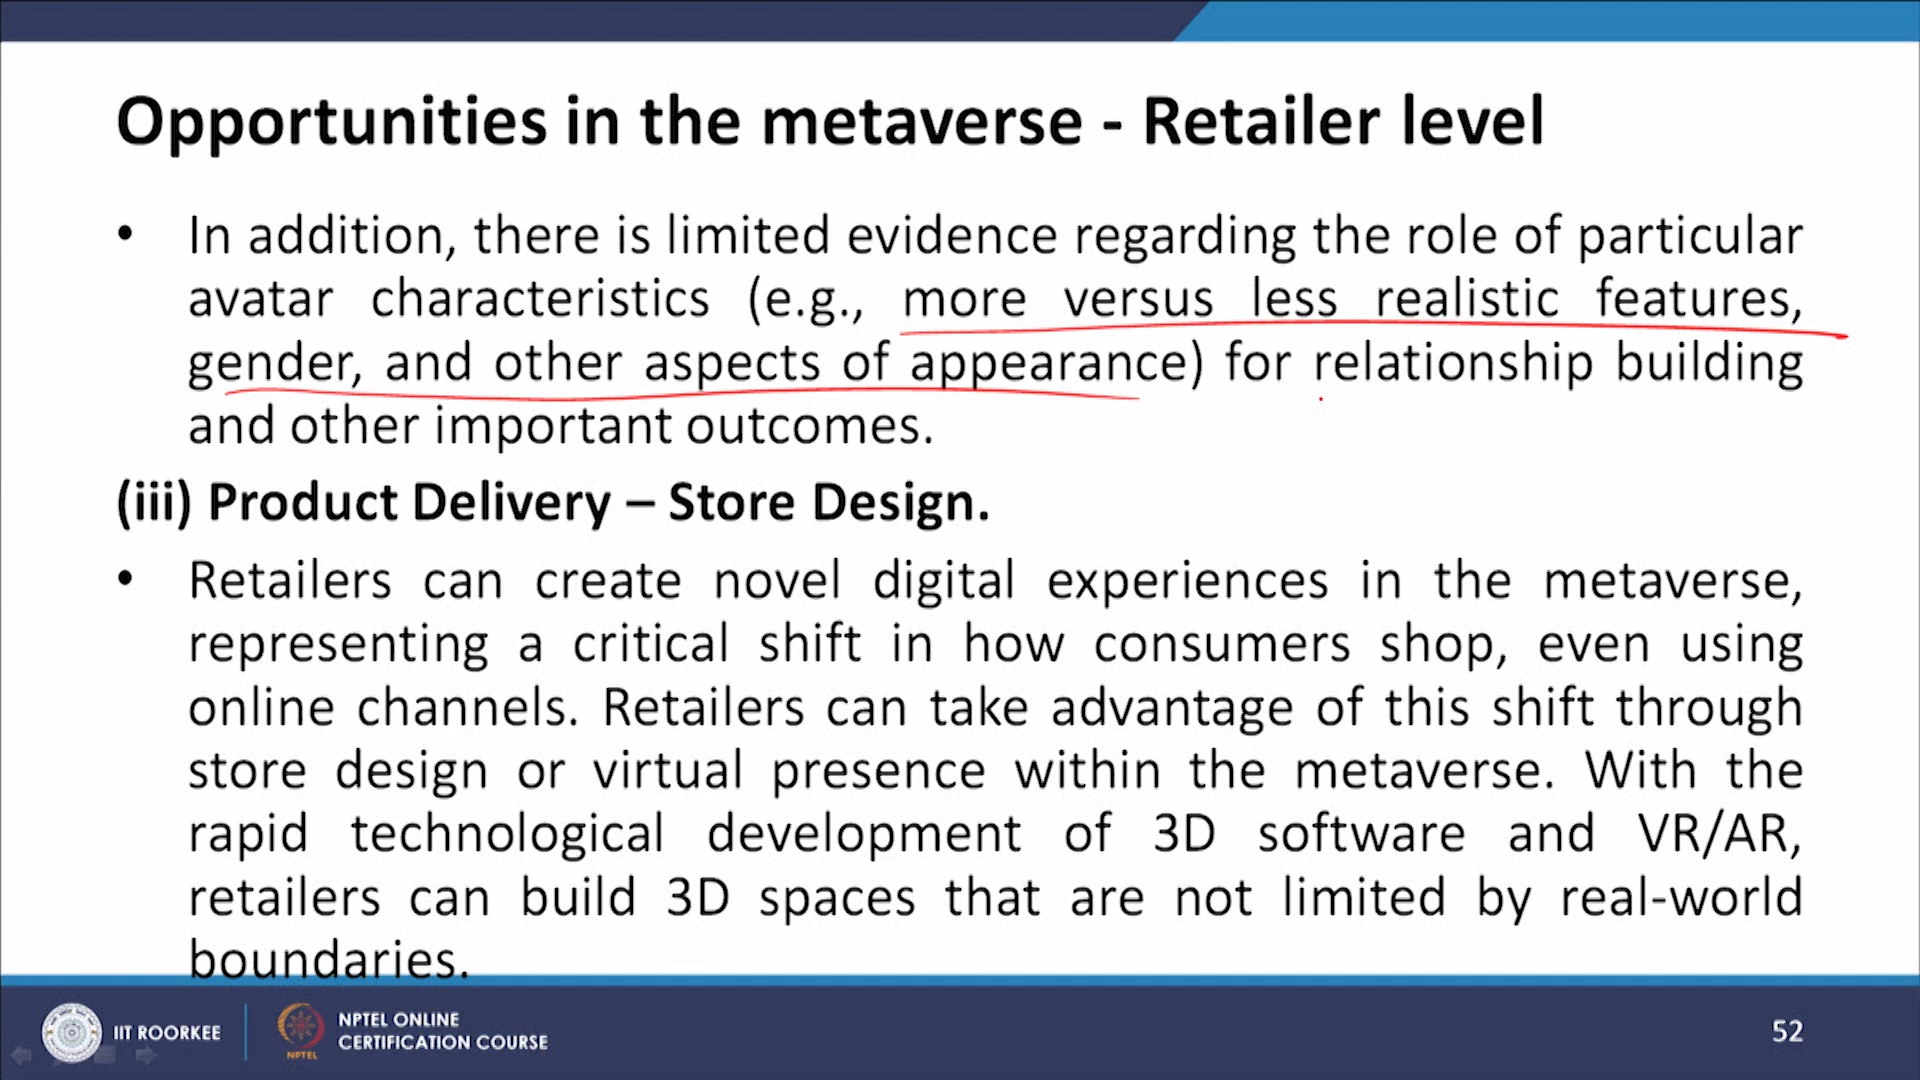 Opportunities in the metaverse - Retailer level
• In addition, there is limited evidence regarding the role of particular
avatar characteristics (e.g., more versus less realistic features,
gender, and other aspects of appearance) for relationship building
and other important outcomes.
(iii) Product Delivery – Store Design.
• Retailers can create novel digital experiences in the metaverse,
representing a critical shift in how consumers shop, even using
online channels. Retailers can take advantage of this shift through
store design or virtual presence within the metaverse. With the
rapid technological development of 3D software and VR/AR,
retailers can build 3D spaces that are not limited by real-world
boundaries.
IIT ROORKEE
NPTEL
NPTEL ONLINE
CERTIFICATION COURSE
52